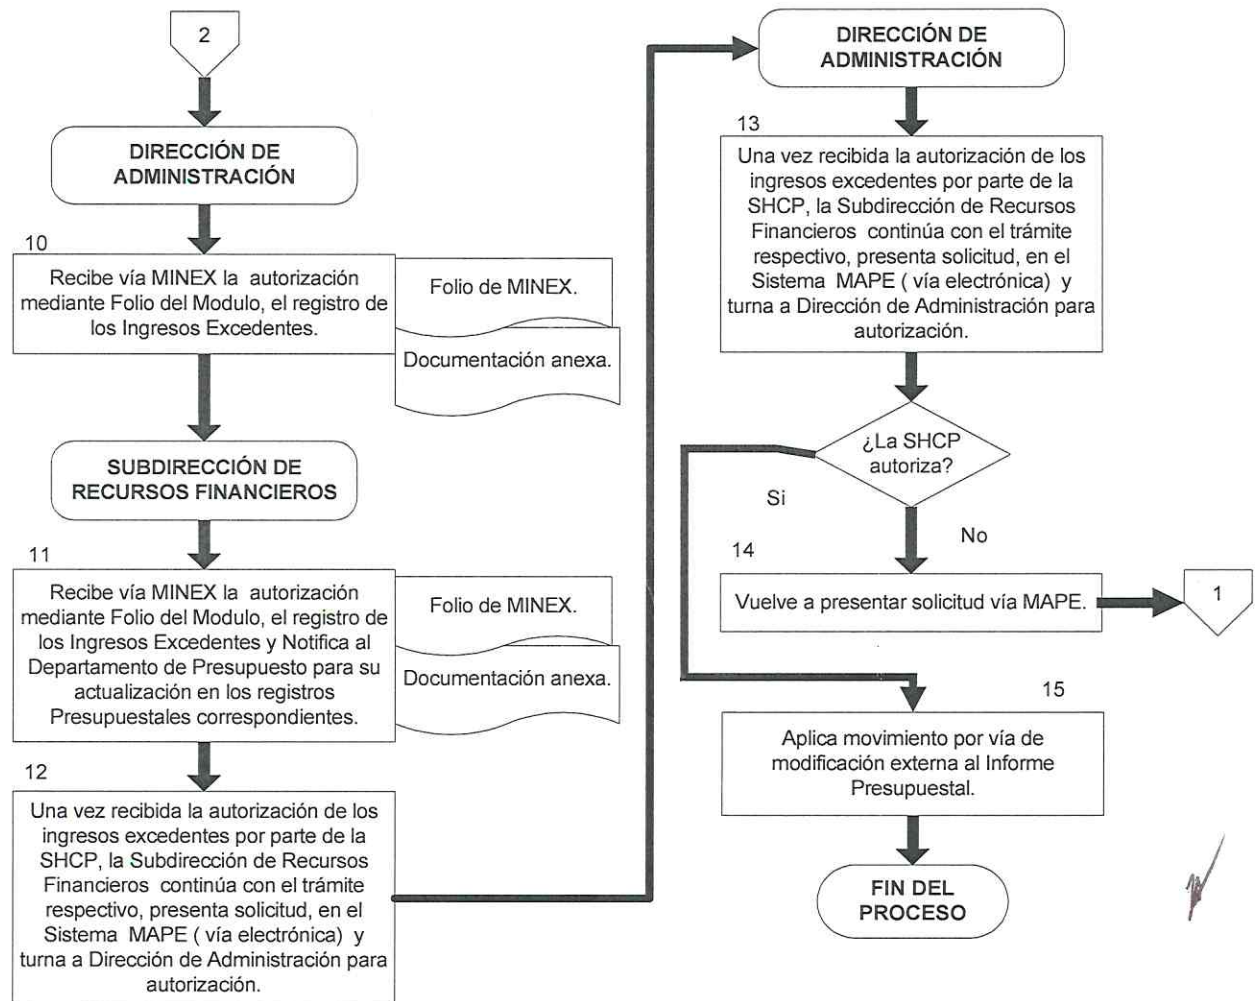 2
DIRECCIÓN DE
ADMINISTRACIÓN
10
Recibe vía MINEX la autorización
mediante Folio del Modulo, el registro de
los Ingresos Excedentes.
Folio de MINEX.
Documentación anexa.
SUBDIRECCIÓN DE
RECURSOS FINANCIEROS
11
Recibe vía MINEX la autorización
mediante Folio del Modulo, el registro de
los Ingresos Excedentes y Notifica al
Departamento de Presupuesto para su
actualización en los registros
Presupuestales correspondientes.
Folio de MINEX.
Documentación anexa.
12
Una vez recibida la autorización de los
ingresos excedentes por parte de la
SHCP, la Subdirección de Recursos
Financieros continúa con el trámite
respectivo, presenta solicitud, en el
Sistema MAPE ( vía electrónica) y
turna a Dirección de Administración para
autorización.
DIRECCIÓN DE
ADMINISTRACIÓN
13
Una vez recibida la autorización de los
ingresos excedentes por parte de la
SHCP, la Subdirección de Recursos
Financieros continúa con el trámite
respectivo, presenta solicitud, en el
Sistema MAPE ( vía electrónica) y
turna a Dirección de Administración para
autorización.
¿La SHCP
autoriza?
Si
No
14
Vuelve a presentar solicitud vía MAPE.
1
15
Aplica movimiento por vía de
modificación externa al Informe
Presupuestal.
FIN DEL
PROCESO